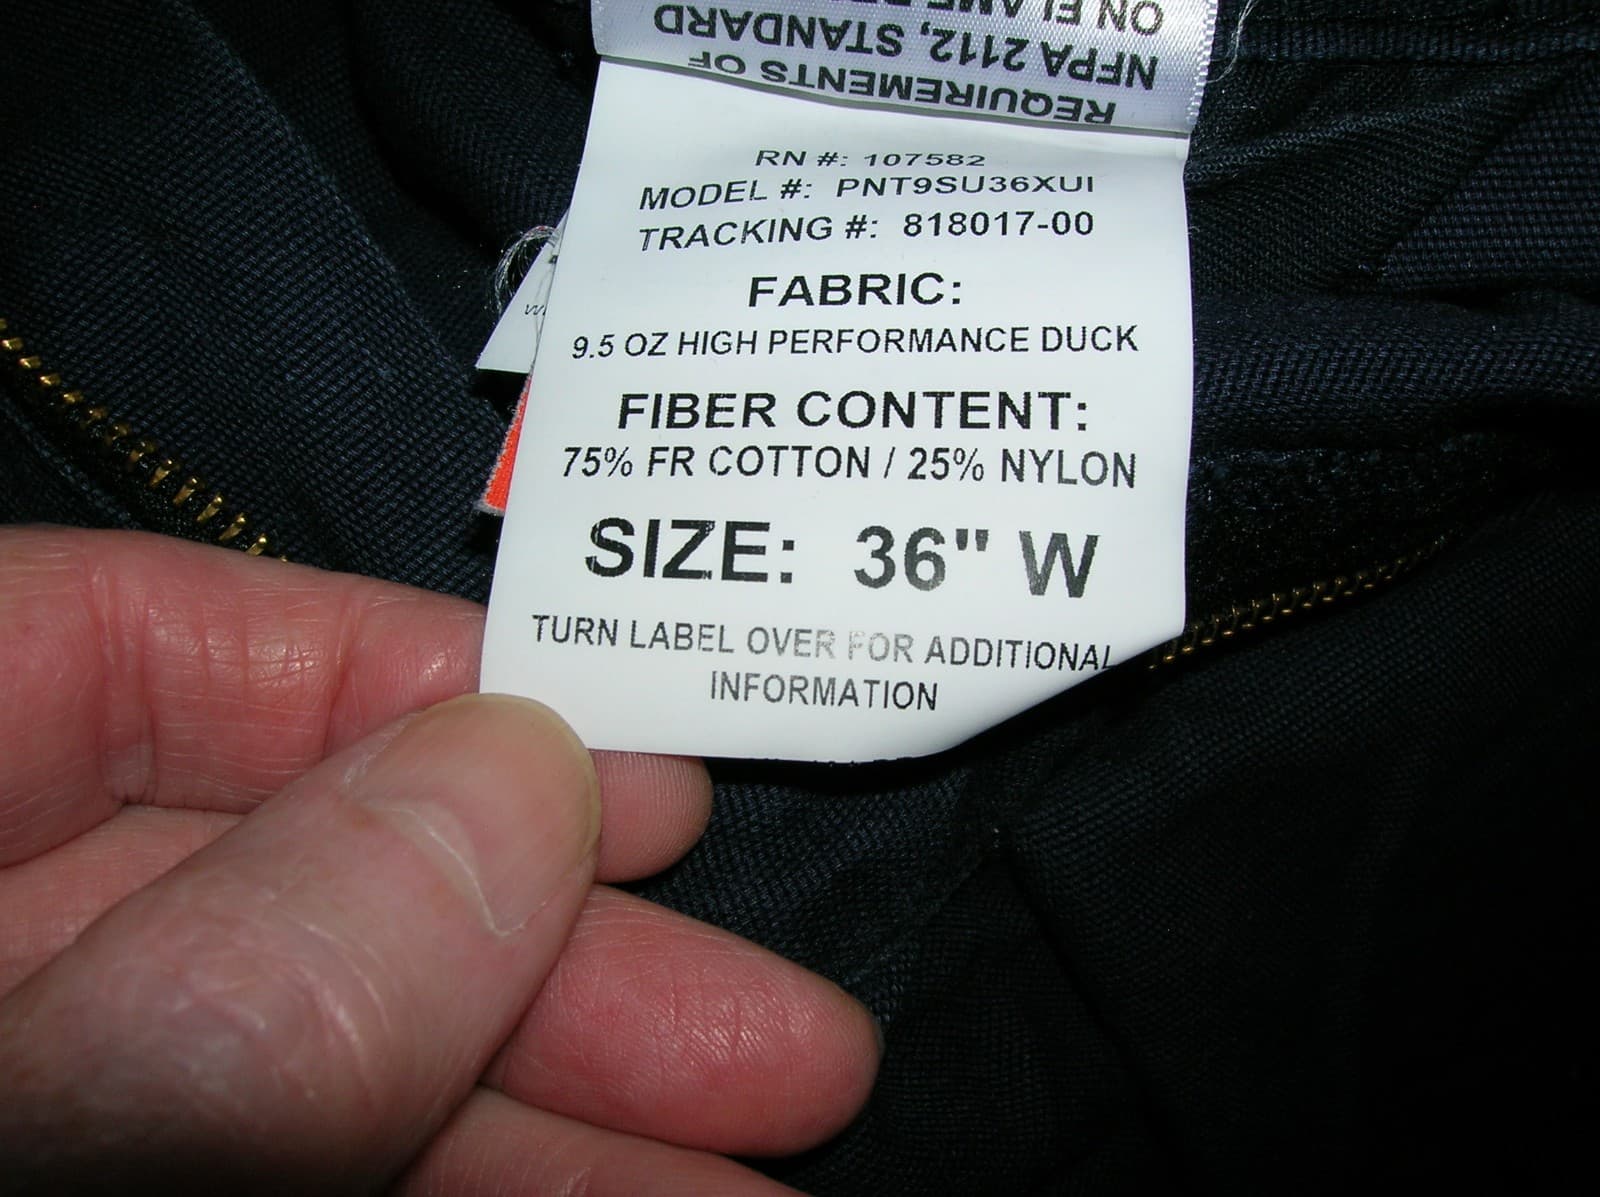 REQUIREMENTS OF
NFPA 2112, STANDARD
ON
RN #: 107582
MODEL #: PNT9SU36XUI
TRACKING #: 818017-00
FABRIC:
9.5 OZ HIGH PERFORMANCE DUCK
FIBER CONTENT:
75% FR COTTON / 25% NYLON
SIZE: 36" W
TURN LABEL OVER FOR ADDITIONAL
INFORMATION